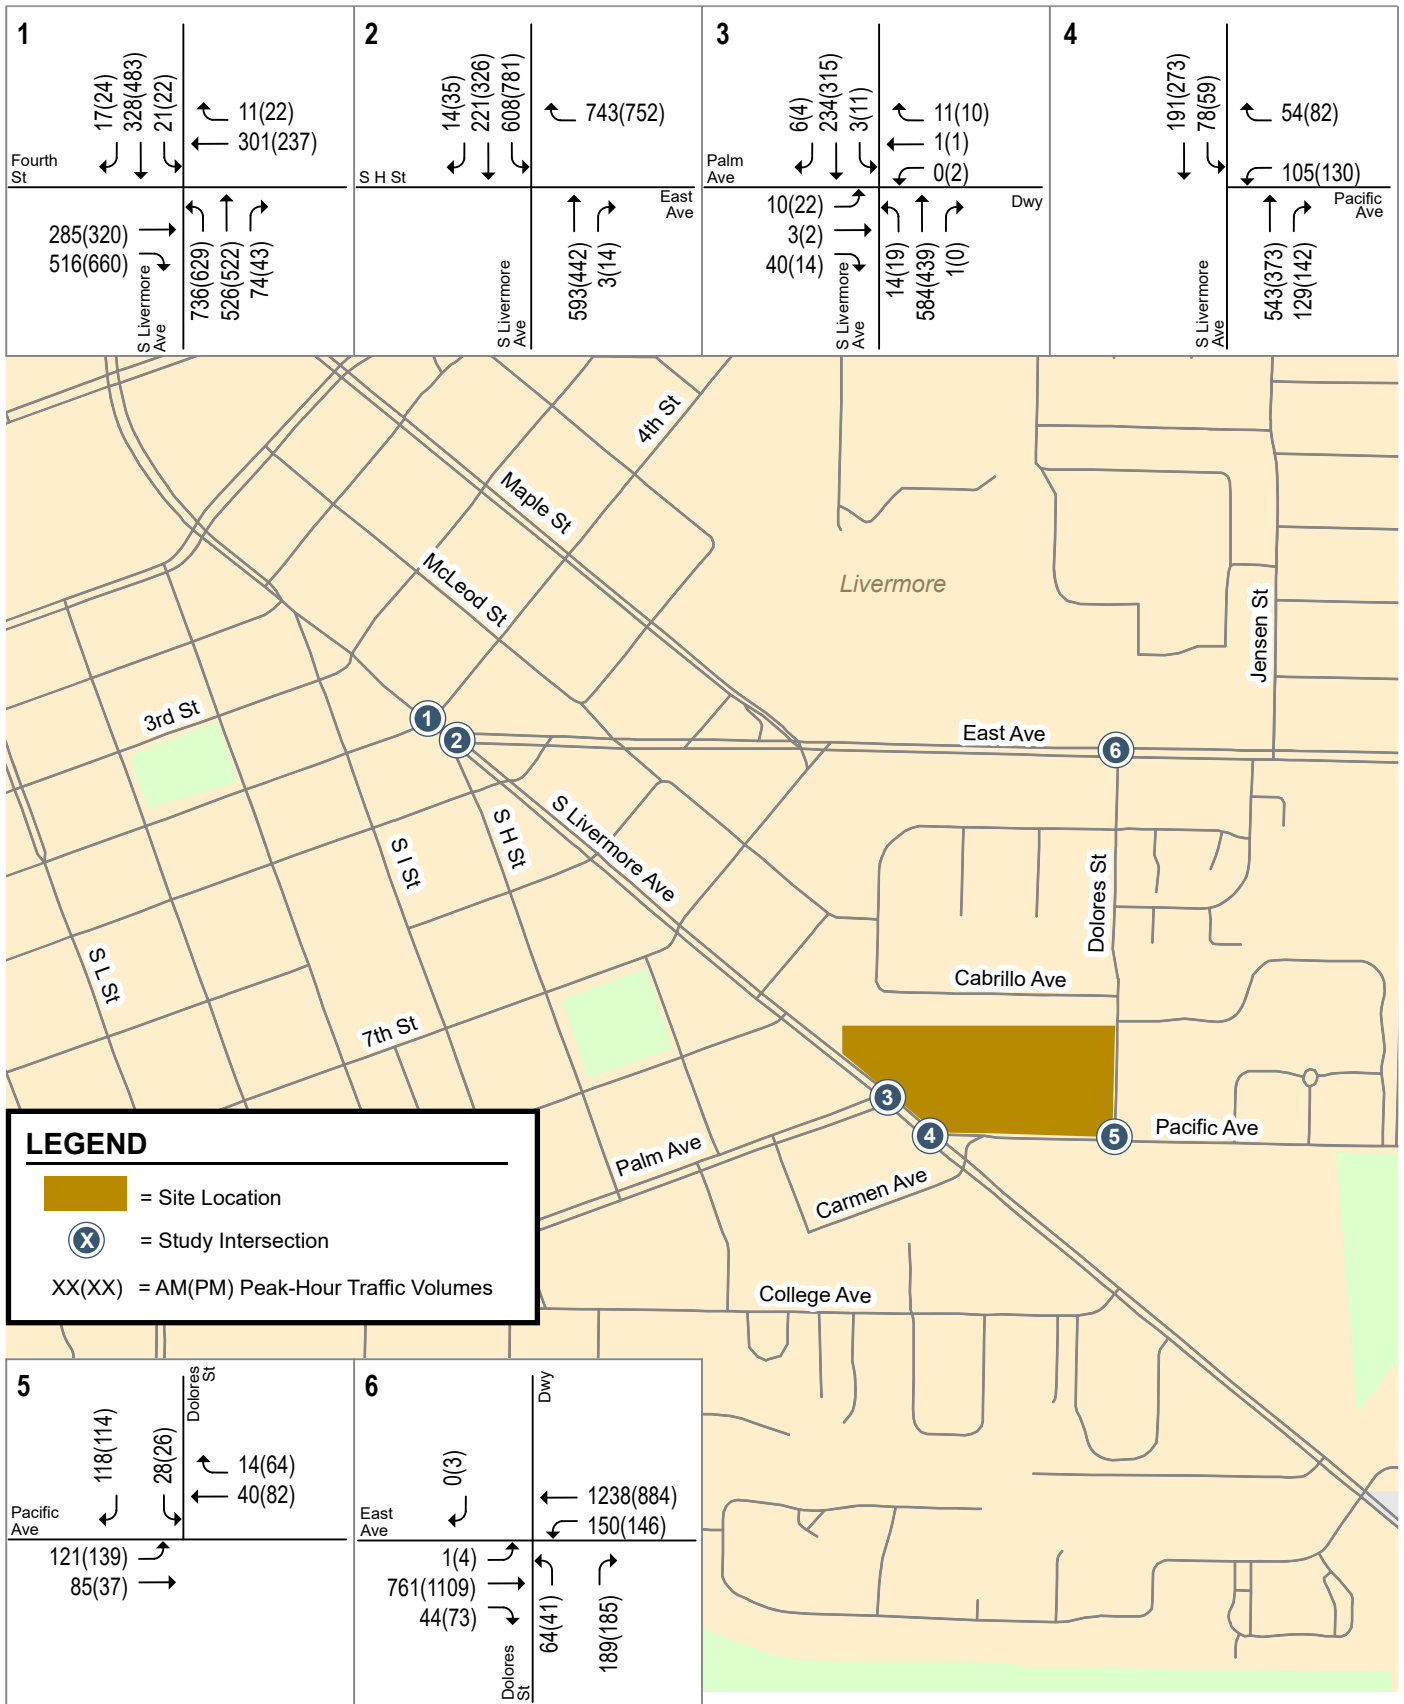 1
17(24)
328(483)
21(22)
11(22)
301(237)
Fourth
St
285(320)
516(660)
S Livermore
Ave
736(629)
526(522)
74(43)
2
14(35)
221(326)
608(781)
743(752)
S H St
East
Ave
S Livermore
Ave
593(442)
3(14)
3
6(4)
234(315)
3(11)
11(10)
1(1)
0(2)
Palm
Ave
Dwy
10(22)
3(2)
40(14)
S Livermore
Ave
14(19)
584(439)
1(0)
4
191(273)
78(59)
54(82)
105(130)
Pacific
Ave
S Livermore
Ave
543(373)
129(142)
4th St
Maple St
McLeod St
Livermore
Jensen St
3rd St
1
2
East Ave
6
S Livermore Ave
S H St
S I St
Dolores St
S L St
Cabrillo Ave
7th St
3
4
5
Pacific Ave
Palm Ave
Carmen Ave
College Ave
LEGEND
= Site Location
X
= Study Intersection
XX(XX) = AM(PM) Peak-Hour Traffic Volumes
5
Dolores
St
118(114)
28(26)
14(64)
40(82)
Pacific
Ave
121(139)
85(37)
6
Dwy
0(3)
1238(884)
150(146)
East
Ave
1(4)
761(1109)
44(73)
Dolores
St
64(41)
189(185)